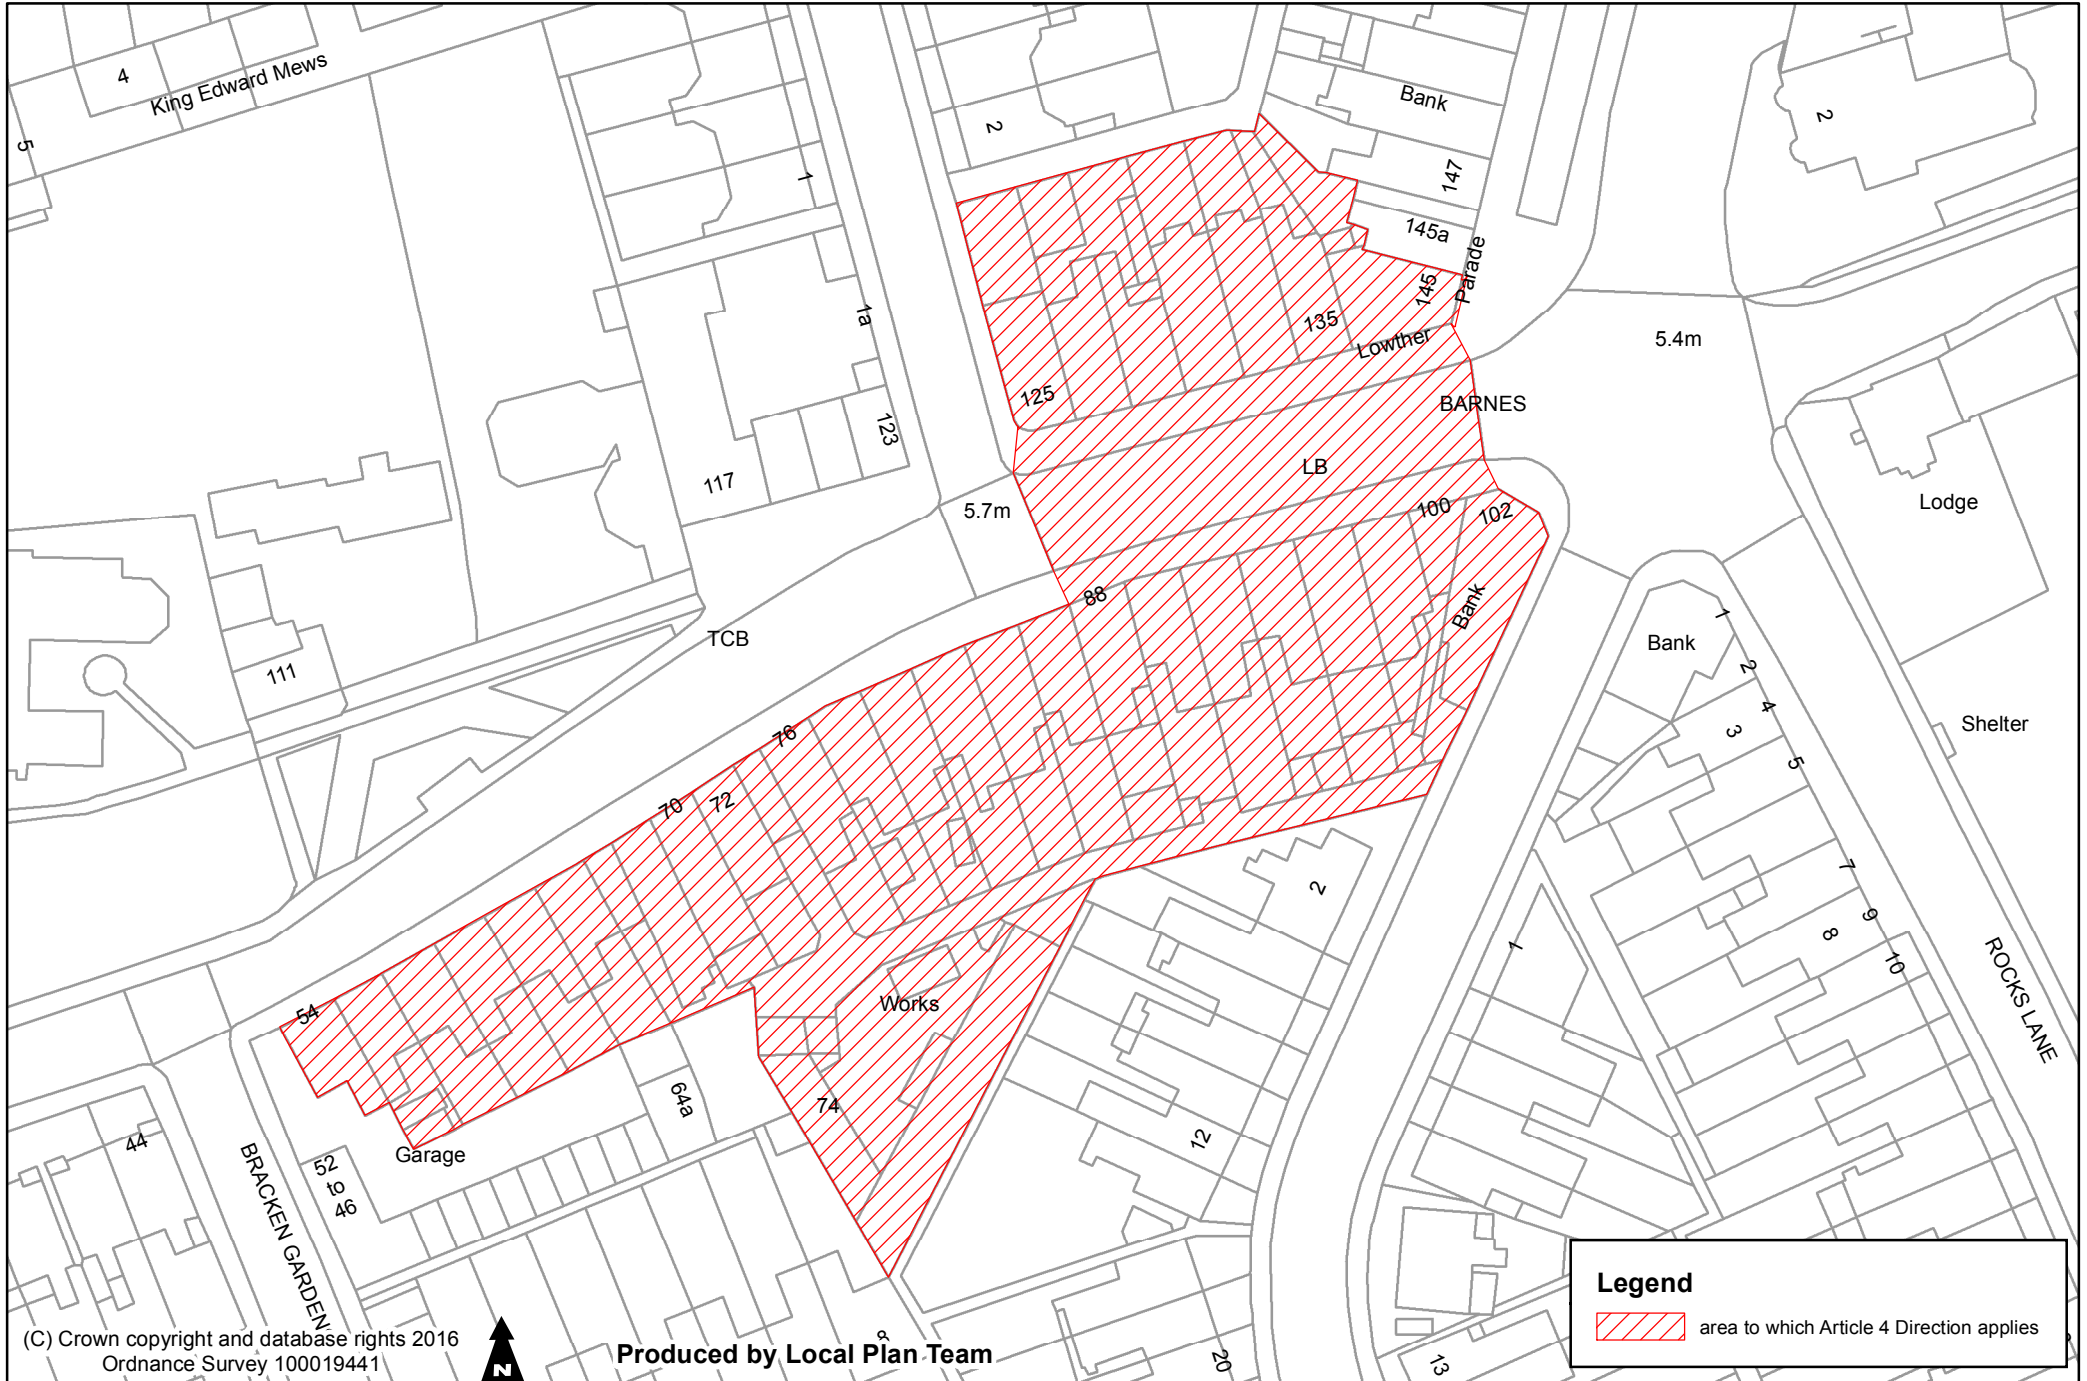 4
King Edward Mews
5
1
2
Bank
2
147
145a
Parade
145
1a
135
Lowther
5.4m
125
BARNES
123
LB
117
5.7m
100
102
Lodge
88
Bank
TCB
1
Bank
2
111
4
3
Shelter
76
5
70
72
2
7
9
8
1
10
54
Works
ROCKS LANE
64a
74
44
12
Garage
52
to
46
BRACKEN GARDEN
Legend
area to which Article 4 Direction applies
(C) Crown copyright and database rights 2016
Ordnance Survey 100019441
N
Produced by Local Plan Team
20
13